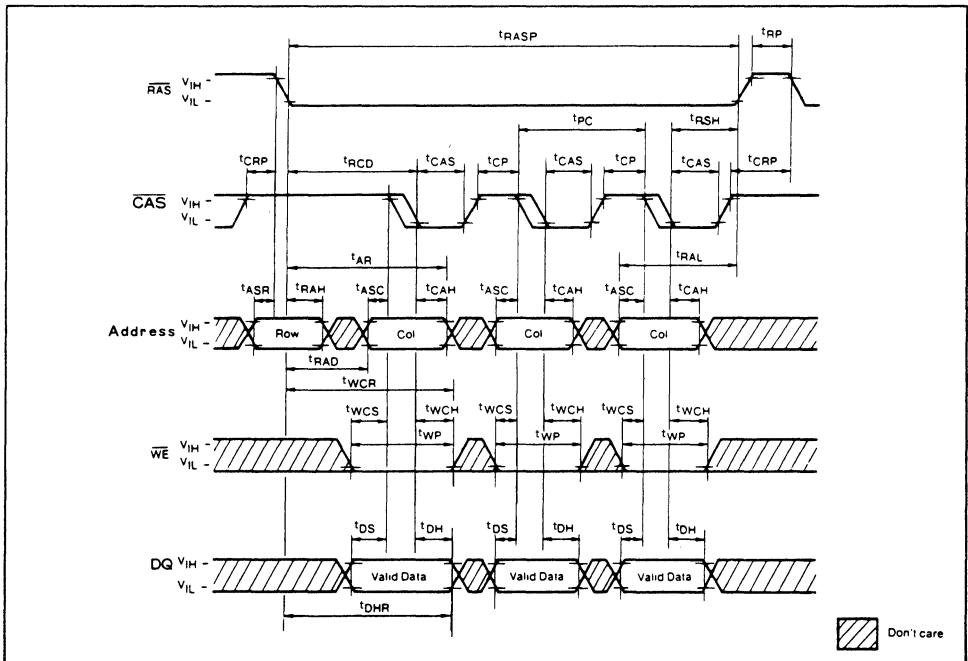 tRASP tRP
RAS VIH
VIL
tPC tRSH
tCRP tRCD tCAS tCP tCAS tCP tCAS tCRP
CAS VIH
VIL
tAR tRAL
tASR tRAH tASC tCAH tASC tCAH tASC tCAH
Address VIH Row Col Col Col
VIL
tRAD
tWCR
tWCS tWCH tWCS tWCH tWCS tWCH
tWP tWP tWP
WE VIH
VIL
tDS tDH tDS tDH tDS tDH
DQ VIH Valid Data Valid Data Valid Data
VIL
tDHR
Don't care